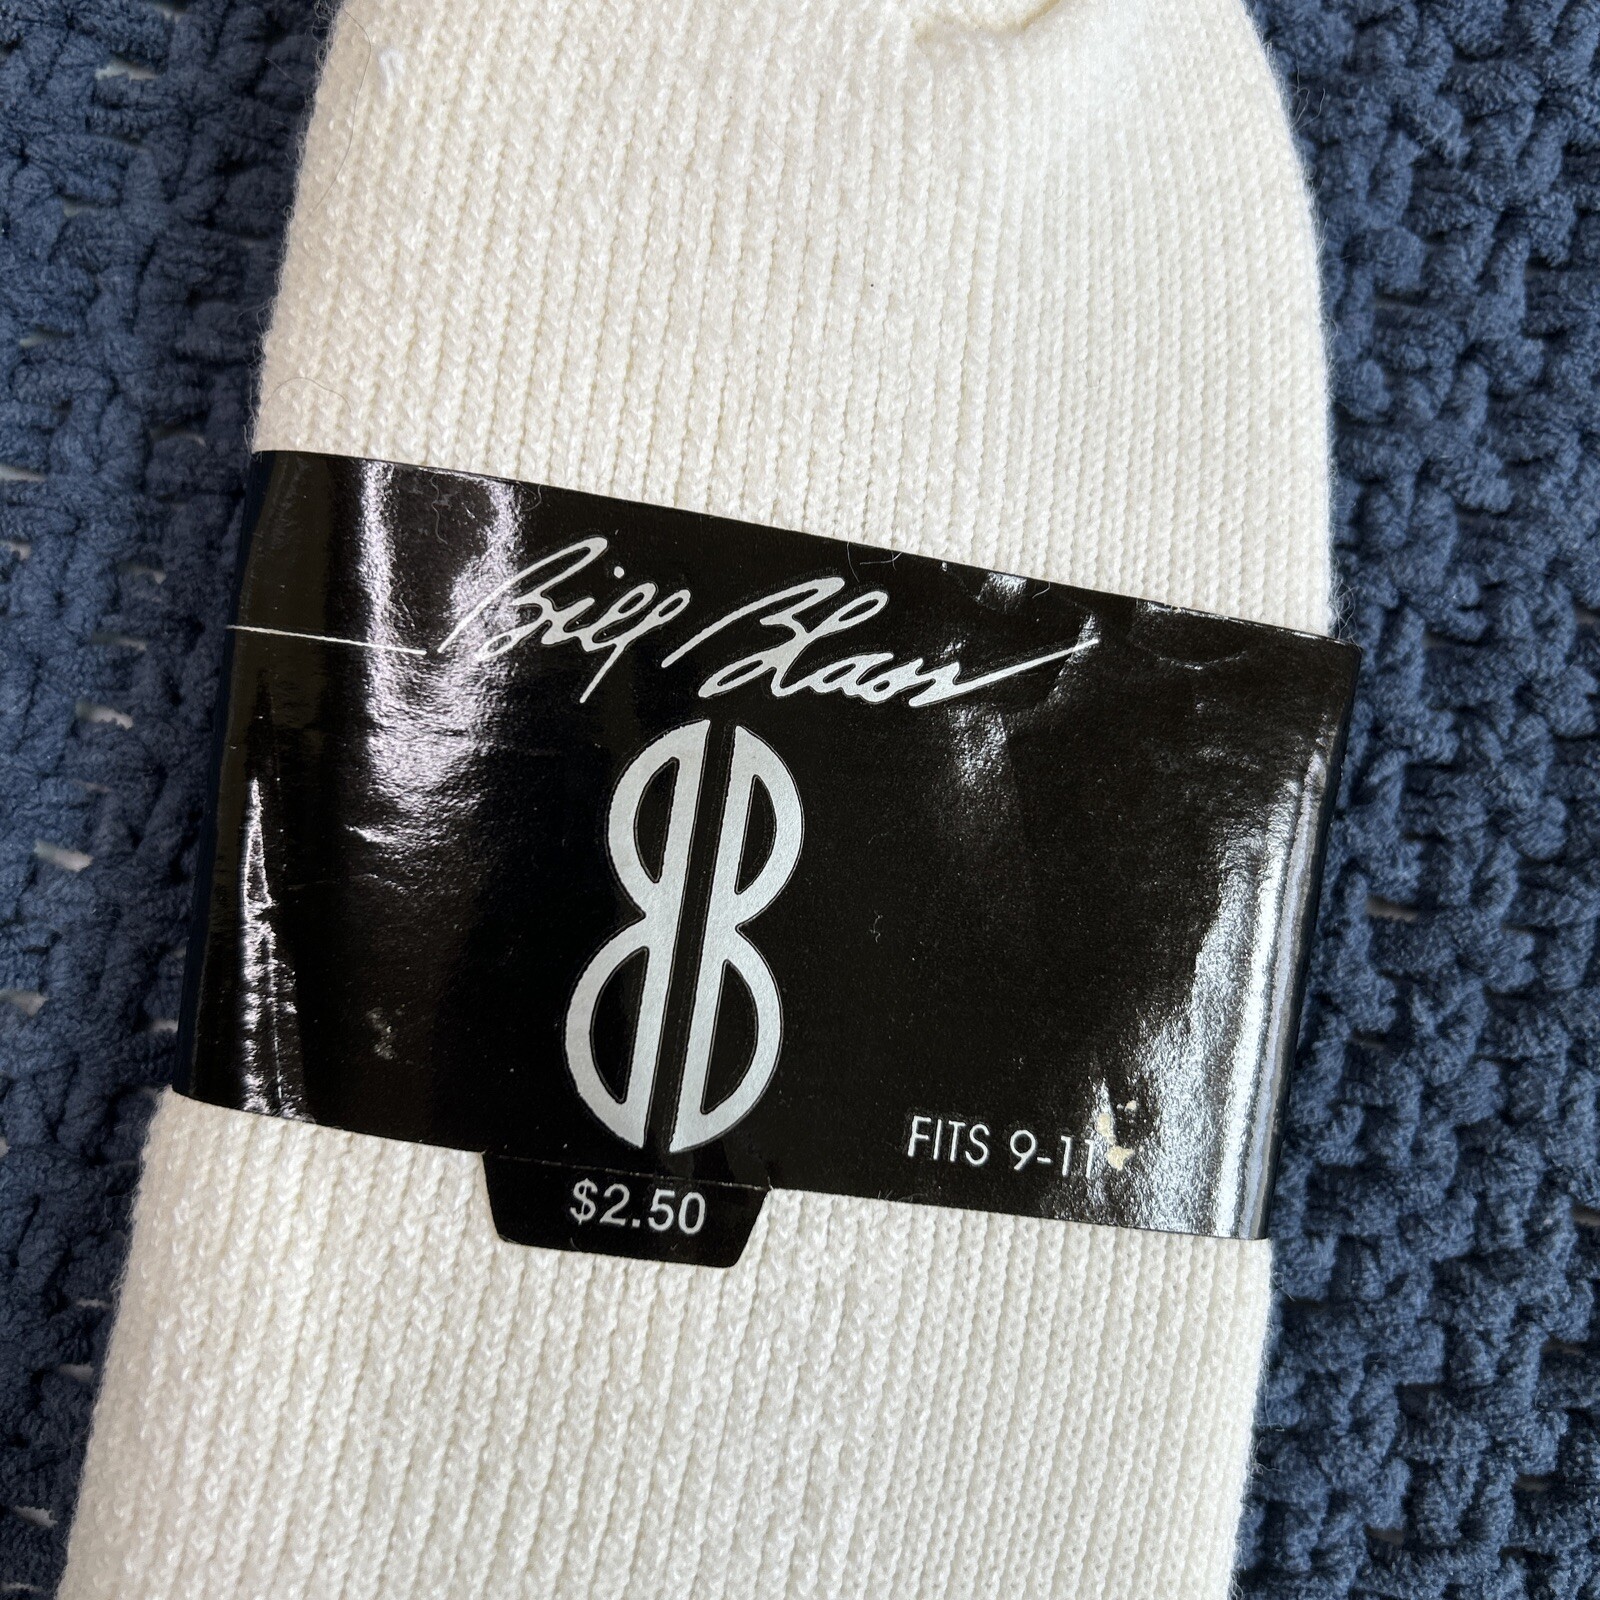 Bill Blass
BB
FITS 9-11
$2.50